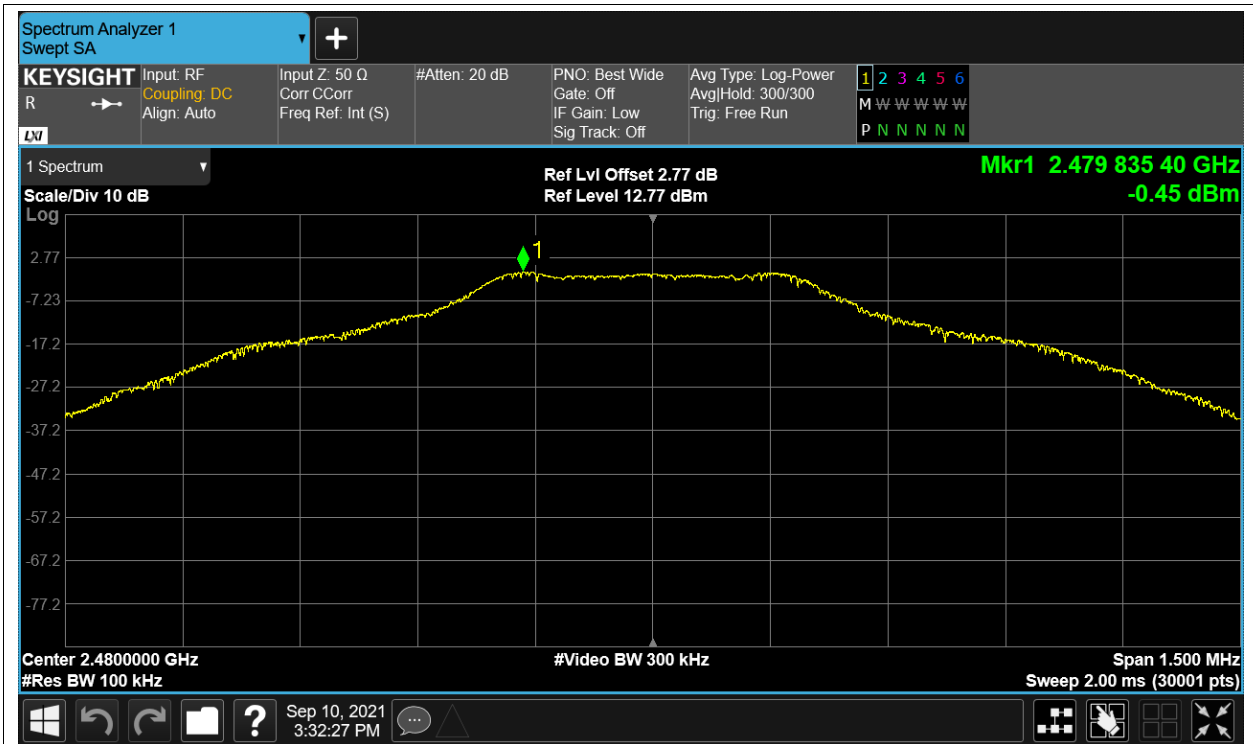 Spectrum Analyzer 1
Swept SA
KEYSIGHT
R
LXI
Input: RF
Coupling: DC
Align: Auto
Input Z: 50 Ω
Corr CCorr
Freq Ref: Int (S)
#Atten: 20 dB
PNO: Best Wide
Gate: Off
IF Gain: Low
Sig Track: Off
Avg Type: Log-Power
Avg|Hold: 300/300
Trig: Free Run
1 2 3 4 5 6
M W W W W W
P N N N N N
1 Spectrum
Scale/Div 10 dB
Log
Ref Lvl Offset 2.77 dB
Ref Level 12.77 dBm
Mkr1 2.479 835 40 GHz
-0.45 dBm
1
2.77
-7.23
-17.2
-27.2
-37.2
-47.2
-57.2
-67.2
-77.2
Center 2.4800000 GHz
#Res BW 100 kHz
#Video BW 300 kHz
Span 1.500 MHz
Sweep 2.00 ms (30001 pts)
?
Sep 10, 2021
3:32:27 PM